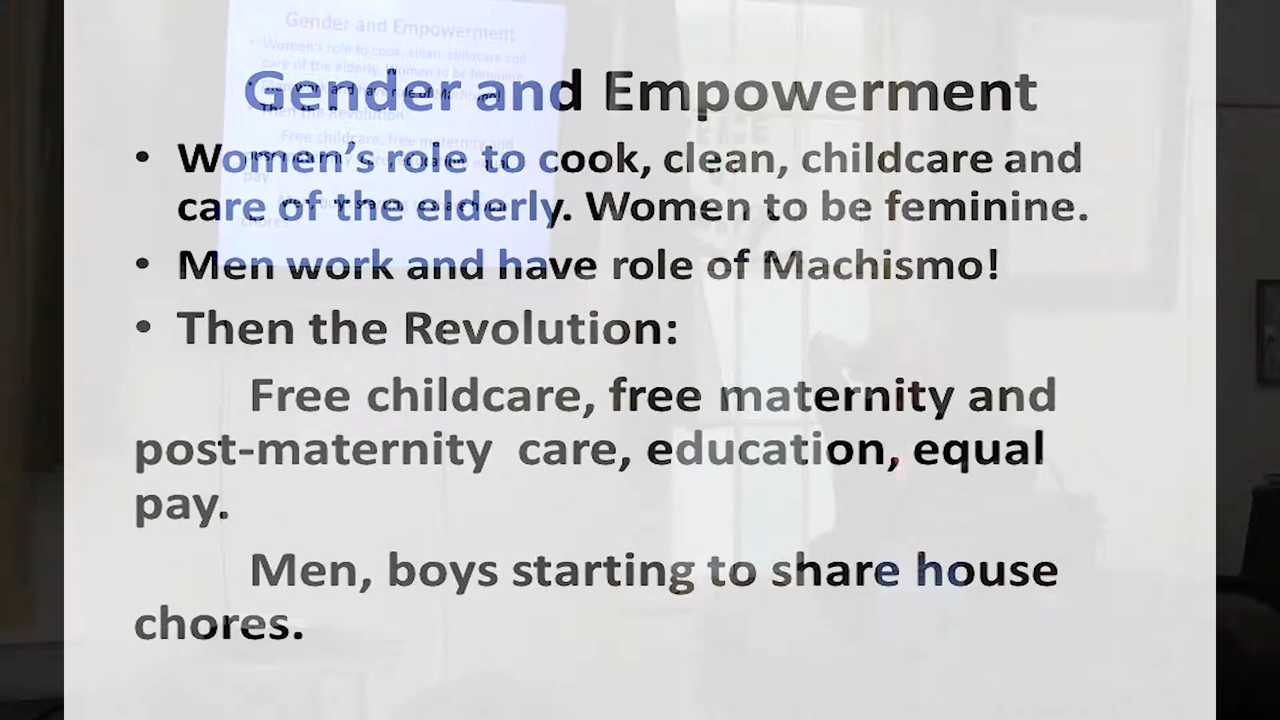 Gender and Empowerment
• Women's role to cook, clean, childcare and
care of the elderly. Women to be feminine.
• Men work and have role of Machismo!
• Then the Revolution:
Free childcare, free maternity and
post-maternity care, education, equal
pay.
Men, boys starting to share house
chores.